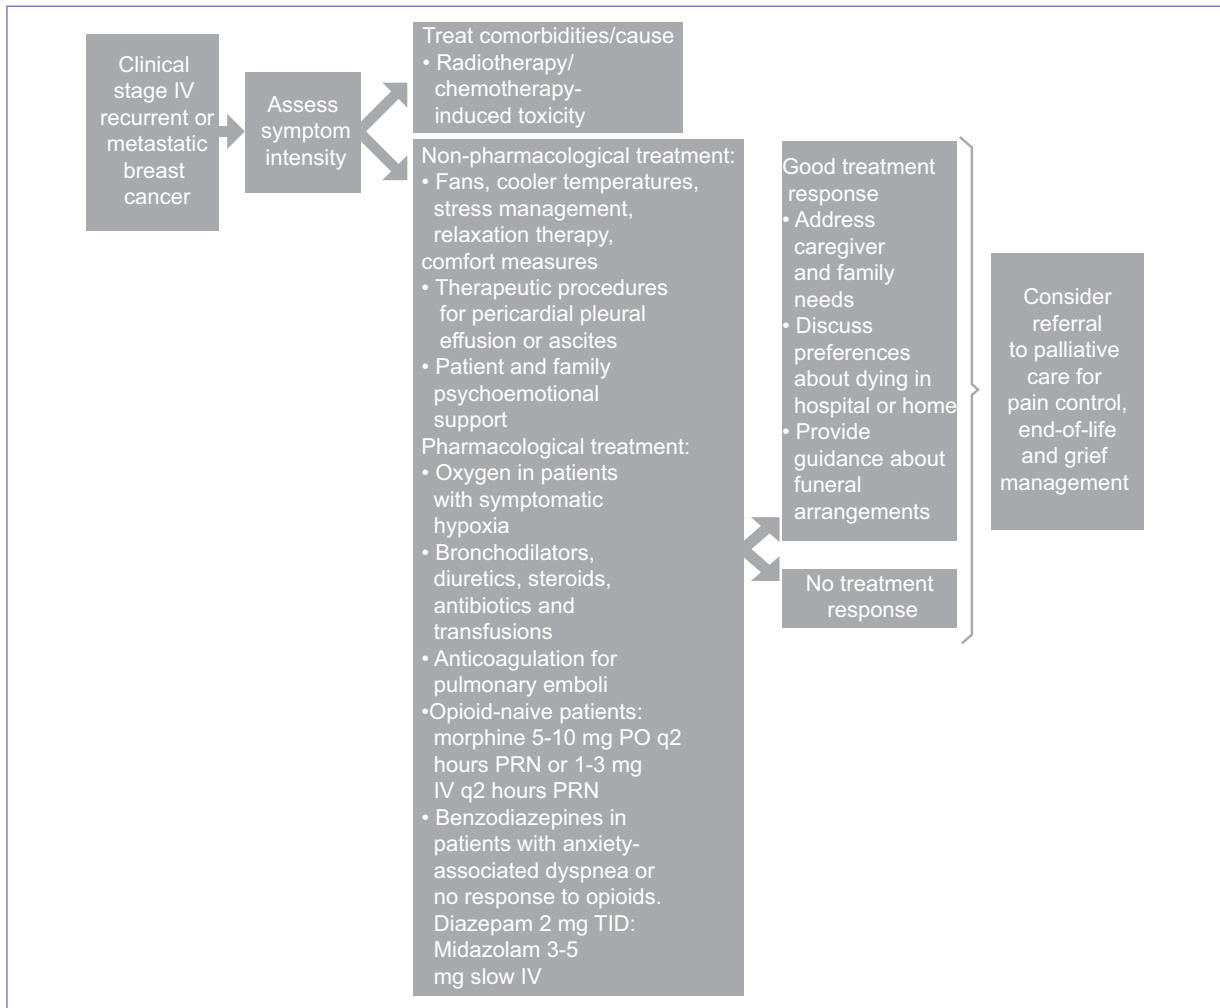 Clinical
stage IV
recurrent or
metastatic
breast
cancer
Assess
symptom
intensity
Treat comorbidities/cause
• Radiotherapy/
chemotherapy-
induced toxicity
Non-pharmacological treatment:
• Fans, cooler temperatures,
stress management,
relaxation therapy,
comfort measures
• Therapeutic procedures
for pericardial pleural
effusion or ascites
• Patient and family
psychoemotional
support
Pharmacological treatment:
• Oxygen in patients
with symptomatic
hypoxia
• Bronchodilators,
diuretics, steroids,
antibiotics and
transfusions
• Anticoagulation for
pulmonary emboli
•Opioid-naive patients:
morphine 5-10 mg PO q2
hours PRN or 1-3 mg
IV q2 hours PRN
• Benzodiazepines in
patients with anxiety-
associated dyspnea or
no response to opioids.
Diazepam 2 mg TID:
Midazolam 3-5
mg slow IV
Good treatment
response
• Address
caregiver
and family
needs
• Discuss
preferences
about dying in
hospital or home
• Provide
guidance about
funeral
arrangements
No treatment
response
Consider
referral
to palliative
care for
pain control,
end-of-life
and grief
management